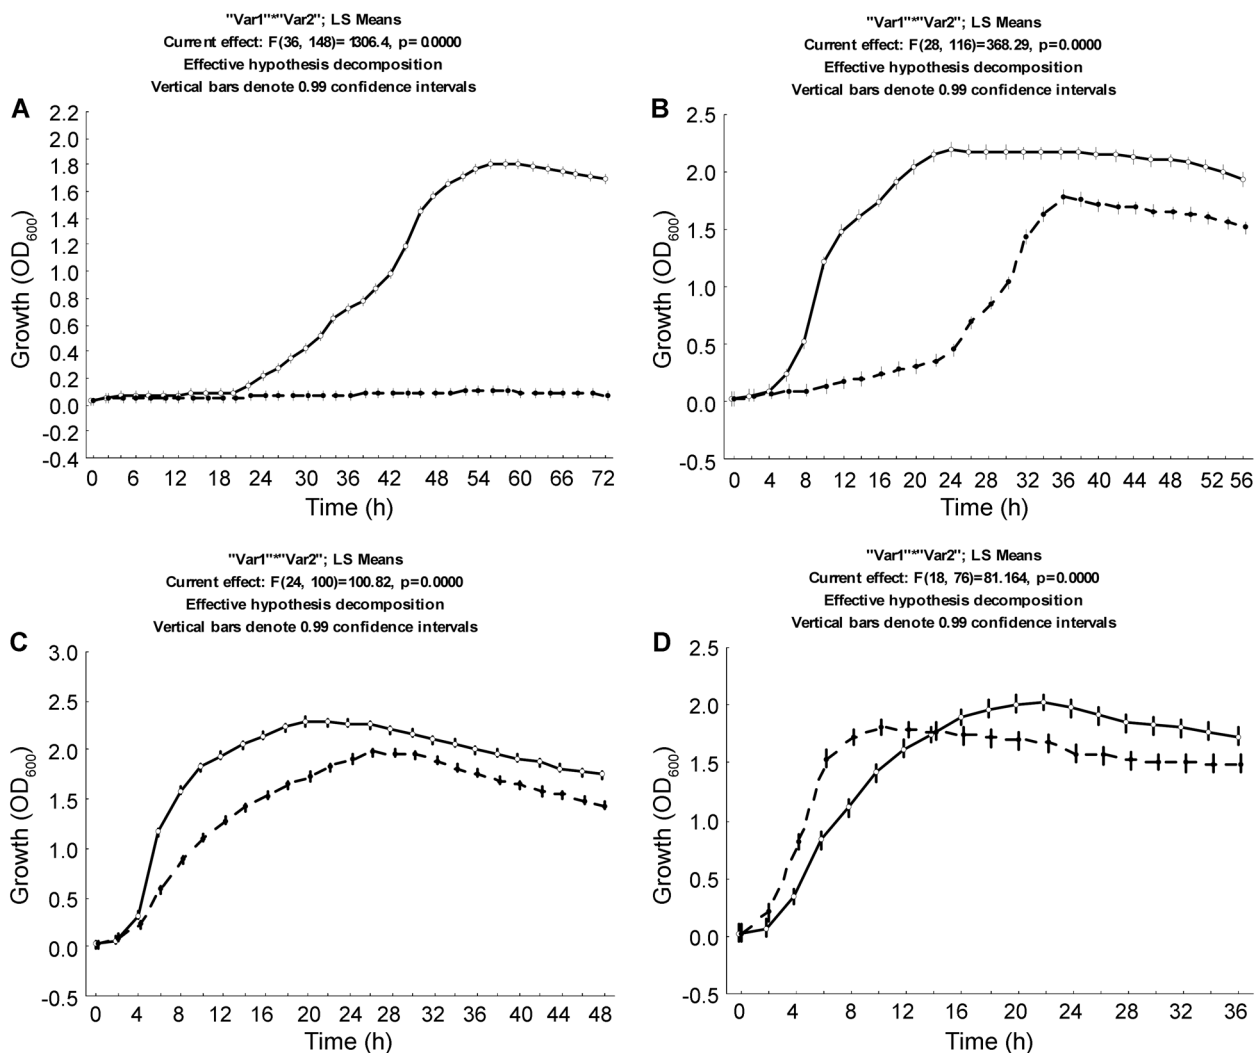 "Var1"*"Var2"; LS Means
Current effect: F(36, 148)= 1306.4, p= 0.0000
Effective hypothesis decomposition
Vertical bars denote 0.99 confidence intervals
A
2.2
2.0
1.8
1.6
1.4
1.2
1.0
0.8
0.6
0.4
0.2
0.0
-0.2
-0.4
Growth (OD600)
0 6 12 18 24 30 36 42 48 54 60 66 72
Time (h)
"Var1"*"Var2"; LS Means
Current effect: F(28, 116)=368.29, p=0.0000
Effective hypothesis decomposition
Vertical bars denote 0.99 confidence intervals
B
2.5
2.0
1.5
1.0
0.5
0.0
-0.5
Growth (OD600)
0 4 8 12 16 20 24 28 36 40 44 48 52 56
Time (h)
"Var1"*"Var2"; LS Means
Current effect: F(24, 100)=100.82, p=0.0000
Effective hypothesis decomposition
Vertical bars denote 0.99 confidence intervals
C
3.0
2.5
2.0
1.5
1.0
0.5
0.0
-0.5
Growth (OD600)
0 4 8 12 16 20 24 28 32 36 40 44 48
Time (h)
"Var1"*"Var2"; LS Means
Current effect: F(18, 76)=81.164, p=0.0000
Effective hypothesis decomposition
Vertical bars denote 0.99 confidence intervals
D
2.5
2.0
1.5
1.0
0.5
0.0
-0.5
Growth (OD600)
0 4 8 12 16 20 24 28 32 36
Time (h)